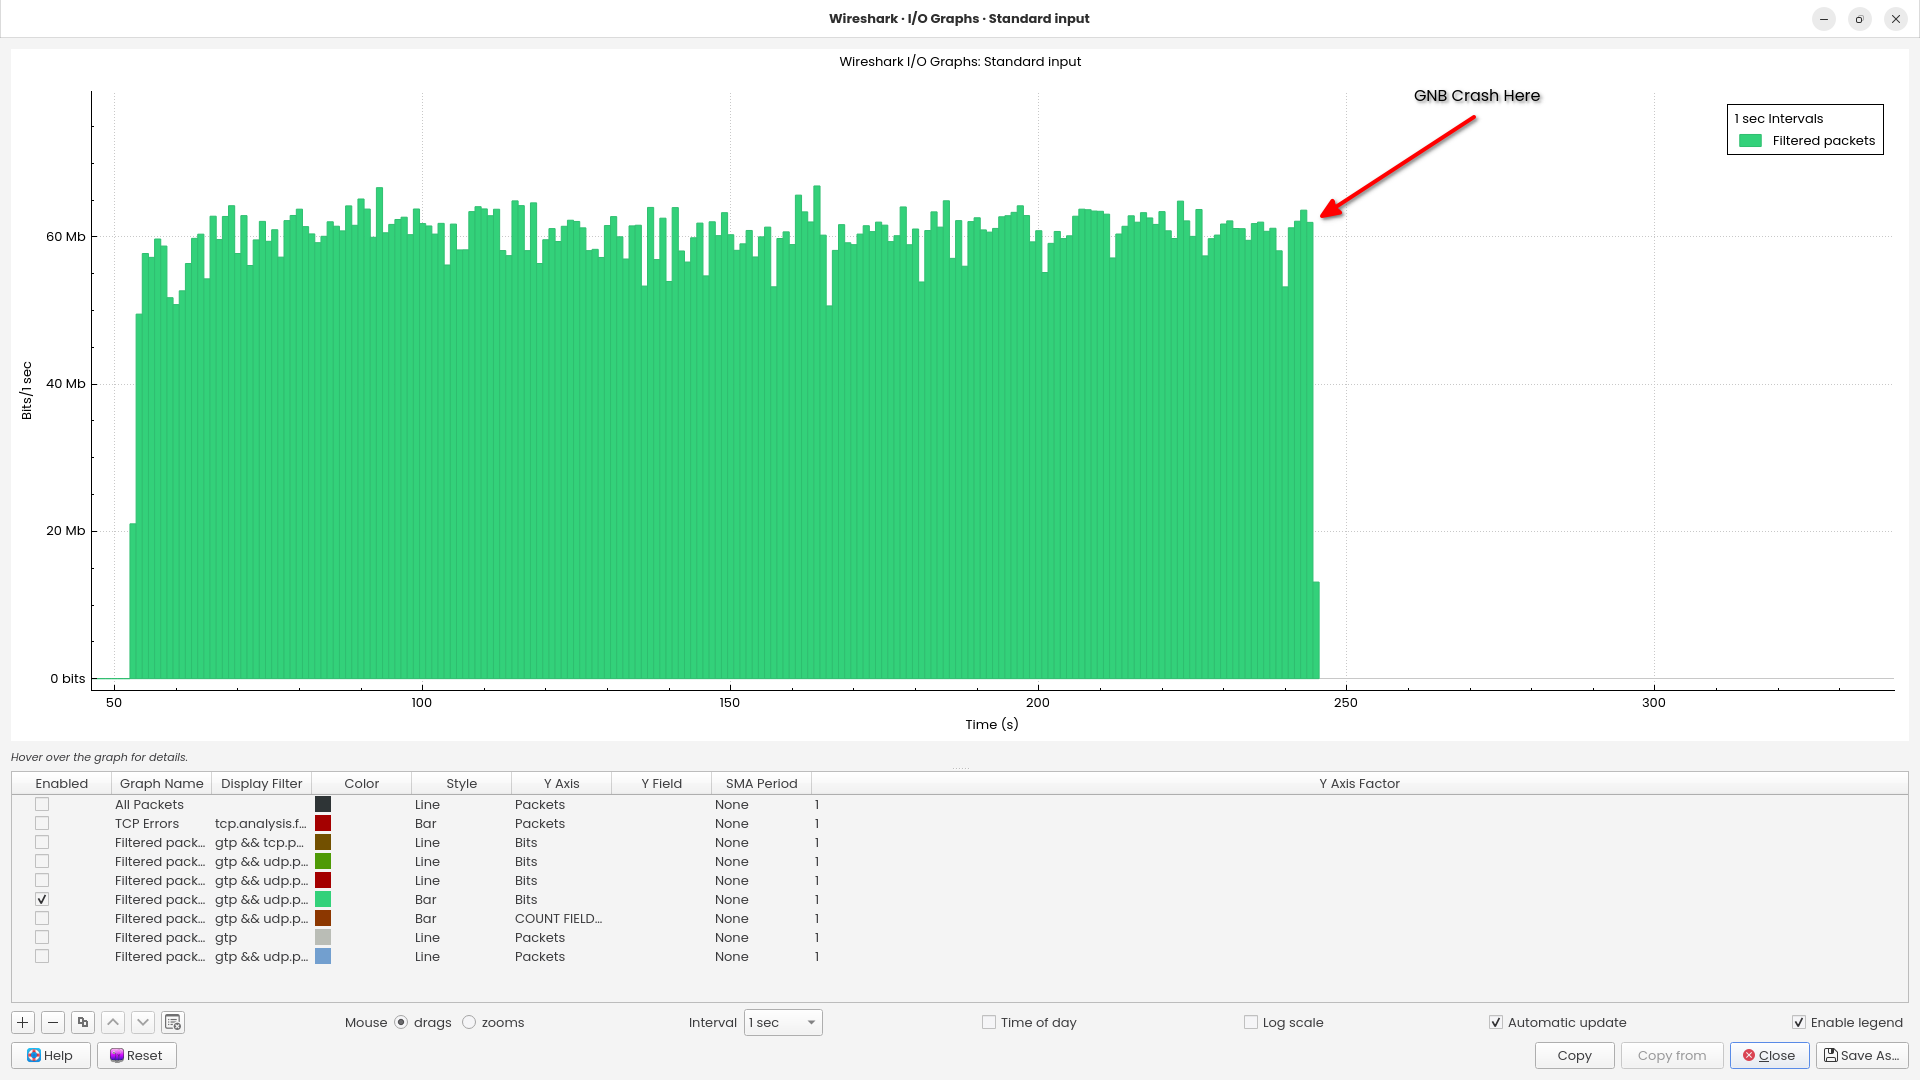 Wireshark · I/O Graphs · Standard input
Wireshark I/O Graphs: Standard input
GNB Crash Here
1 sec Intervals
Filtered packets
60 Mb
40 Mb
20 Mb
0 bits
Bits/1 sec
50 100 150 200 250 300
Time (s)
Hover over the graph for details.
Enabled Graph Name Display Filter Color Style Y Axis Y Field SMA Period Y Axis Factor
All Packets Line Packets None 1
TCP Errors tcp.analysis.f... Bar Packets None 1
Filtered pack... gtp && tcp.p... Line Bits None 1
Filtered pack... gtp && udp.p... Line Bits None 1
Filtered pack... gtp && udp.p... Line Bits None 1
Filtered pack... gtp && udp.p... Bar Bits None 1
Filtered pack... gtp && udp.p... Bar COUNT FIELD... None 1
Filtered pack... gtp Line Packets None 1
Filtered pack... gtp && udp.p... Line Packets None 1
Mouse drags zooms Interval 1 sec Time of day Log scale Automatic update Enable legend
Help Reset Copy Copy from Close Save As...